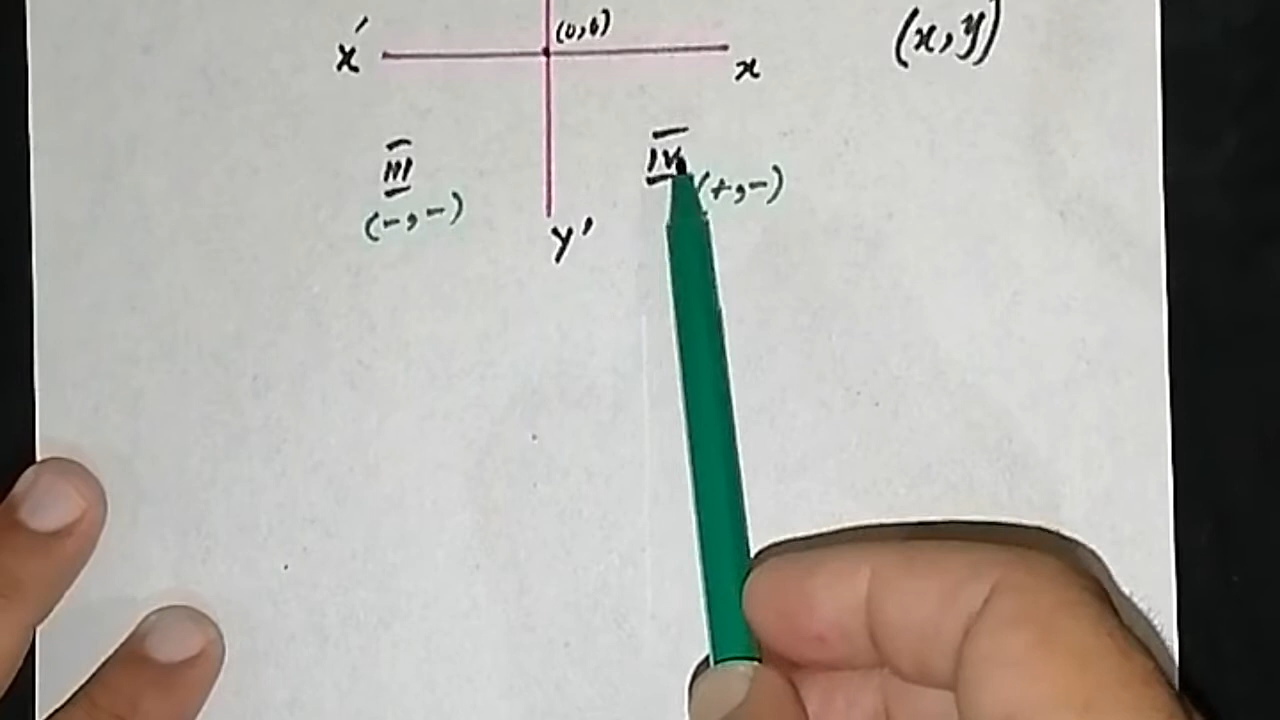 (0,0)
(x,y)
x'
x
III
IV
(-,-)
(+,-)
y'